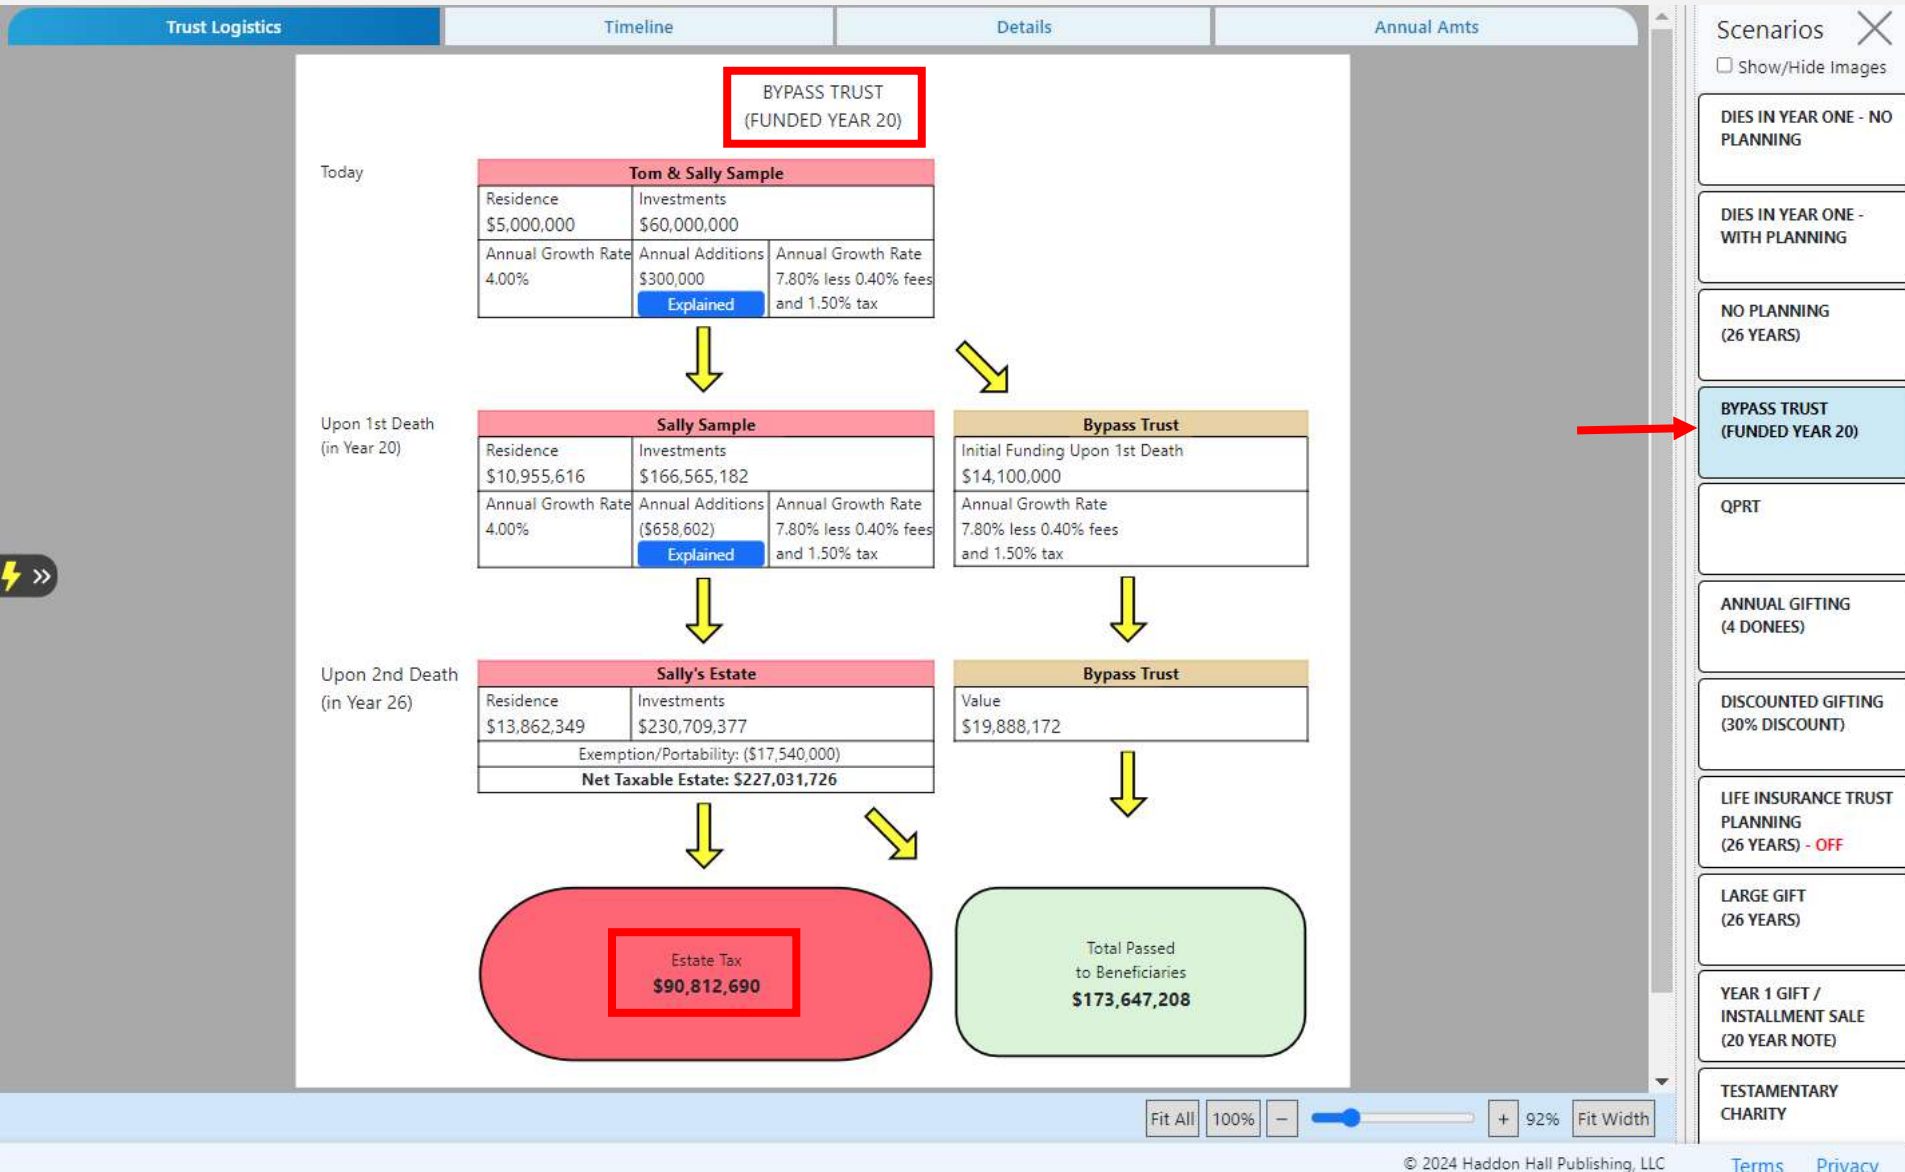 Trust Logistics
Timeline
Details
Annual Amts
BYPASS TRUST
(FUNDED YEAR 20)
Today
Tom & Sally Sample
Residence
$5,000,000
Investments
$60,000,000
Annual Growth Rate
4.00%
Annual Additions
$300,000
Explained
Annual Growth Rate
7.80% less 0.40% fees
and 1.50% tax
Upon 1st Death
(in Year 20)
Sally Sample
Residence
$10,955,616
Investments
$166,565,182
Annual Growth Rate
4.00%
Annual Additions
($658,602)
Explained
Annual Growth Rate
7.80% less 0.40% fees
and 1.50% tax
Bypass Trust
Initial Funding Upon 1st Death
$14,100,000
Annual Growth Rate
7.80% less 0.40% fees
and 1.50% tax
Upon 2nd Death
(in Year 26)
Sally's Estate
Residence
$13,862,349
Investments
$230,709,377
Exemption/Portability: ($17,540,000)
Net Taxable Estate: $227,031,726
Bypass Trust
Value
$19,888,172
Estate Tax
$90,812,690
Total Passed
to Beneficiaries
$173,647,208
Fit All
100%
−
+
92%
Fit Width
Scenarios
Show/Hide Images
DIES IN YEAR ONE - NO
PLANNING
DIES IN YEAR ONE -
WITH PLANNING
NO PLANNING
(26 YEARS)
BYPASS TRUST
(FUNDED YEAR 20)
QPRT
ANNUAL GIFTING
(4 DONEES)
DISCOUNTED GIFTING
(30% DISCOUNT)
LIFE INSURANCE TRUST
PLANNING
(26 YEARS) - OFF
LARGE GIFT
(26 YEARS)
YEAR 1 GIFT /
INSTALLMENT SALE
(20 YEAR NOTE)
TESTAMENTARY
CHARITY
© 2024 Haddon Hall Publishing, LLC
Terms
Privacy